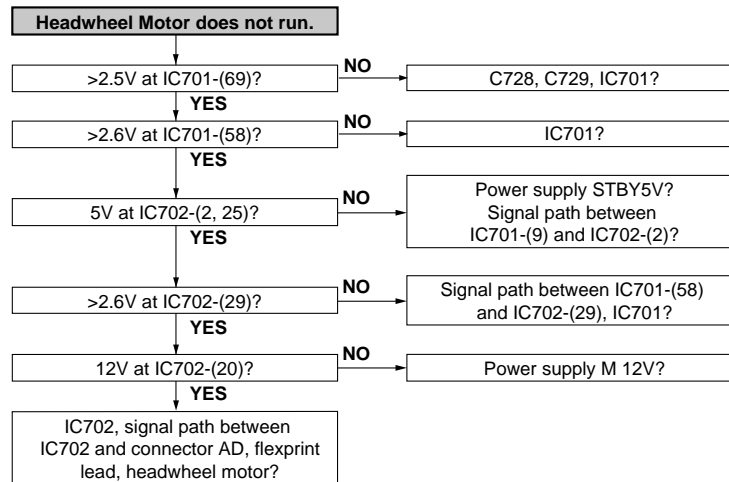 Headwheel Motor does not run.
>2.5V at IC701-(69)?
NO
C728, C729, IC701?
YES
>2.6V at IC701-(58)?
NO
IC701?
YES
5V at IC702-(2, 25)?
NO
Power supply STBY5V?
Signal path between
IC701-(9) and IC702-(2)?
YES
>2.6V at IC702-(29)?
NO
Signal path between IC701-(58)
and IC702-(29), IC701?
YES
12V at IC702-(20)?
NO
Power supply M 12V?
YES
IC702, signal path between
IC702 and connector AD, flexprint
lead, headwheel motor?